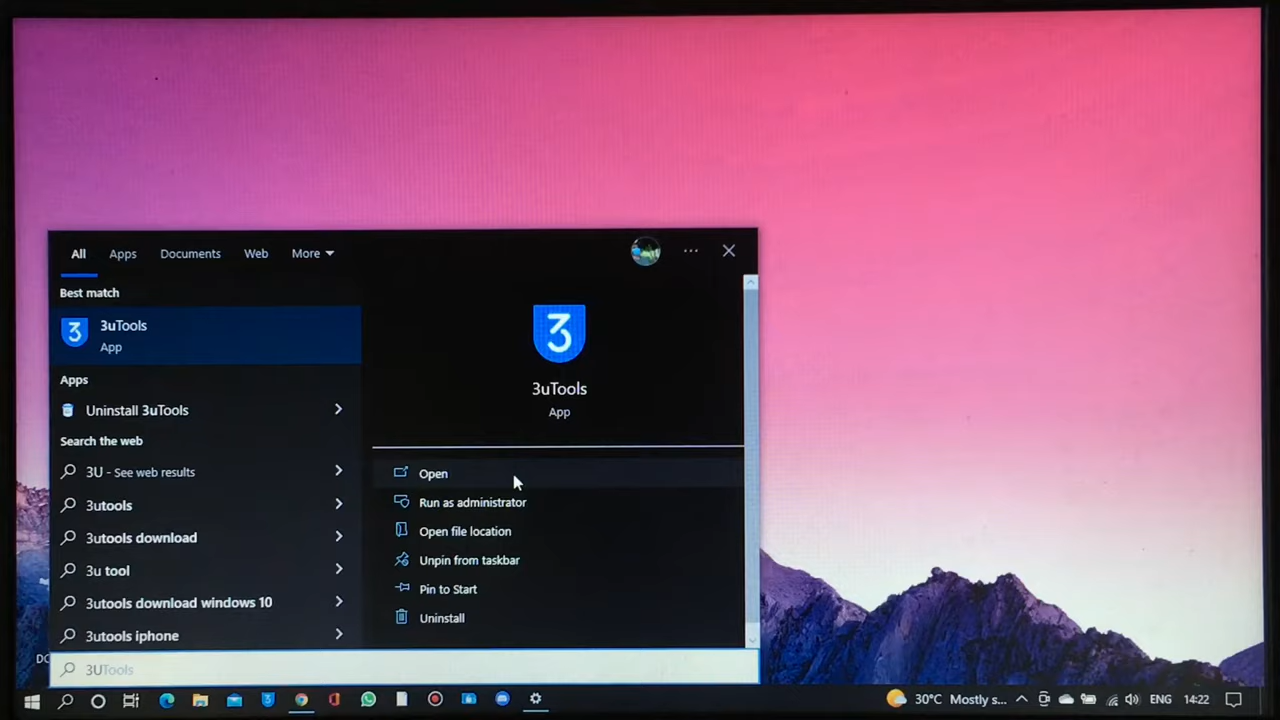 All Apps Documents Web More
Best match
3uTools
App
Apps
Uninstall 3uTools
Search the web
3U - See web results
3utools
3utools download
3u tool
3utools download windows 10
3utools iphone
3
3uTools
App
Open
Run as administrator
Open file location
Unpin from taskbar
Pin to Start
Uninstall
3UTools
30°C Mostly s... ENG 14:22